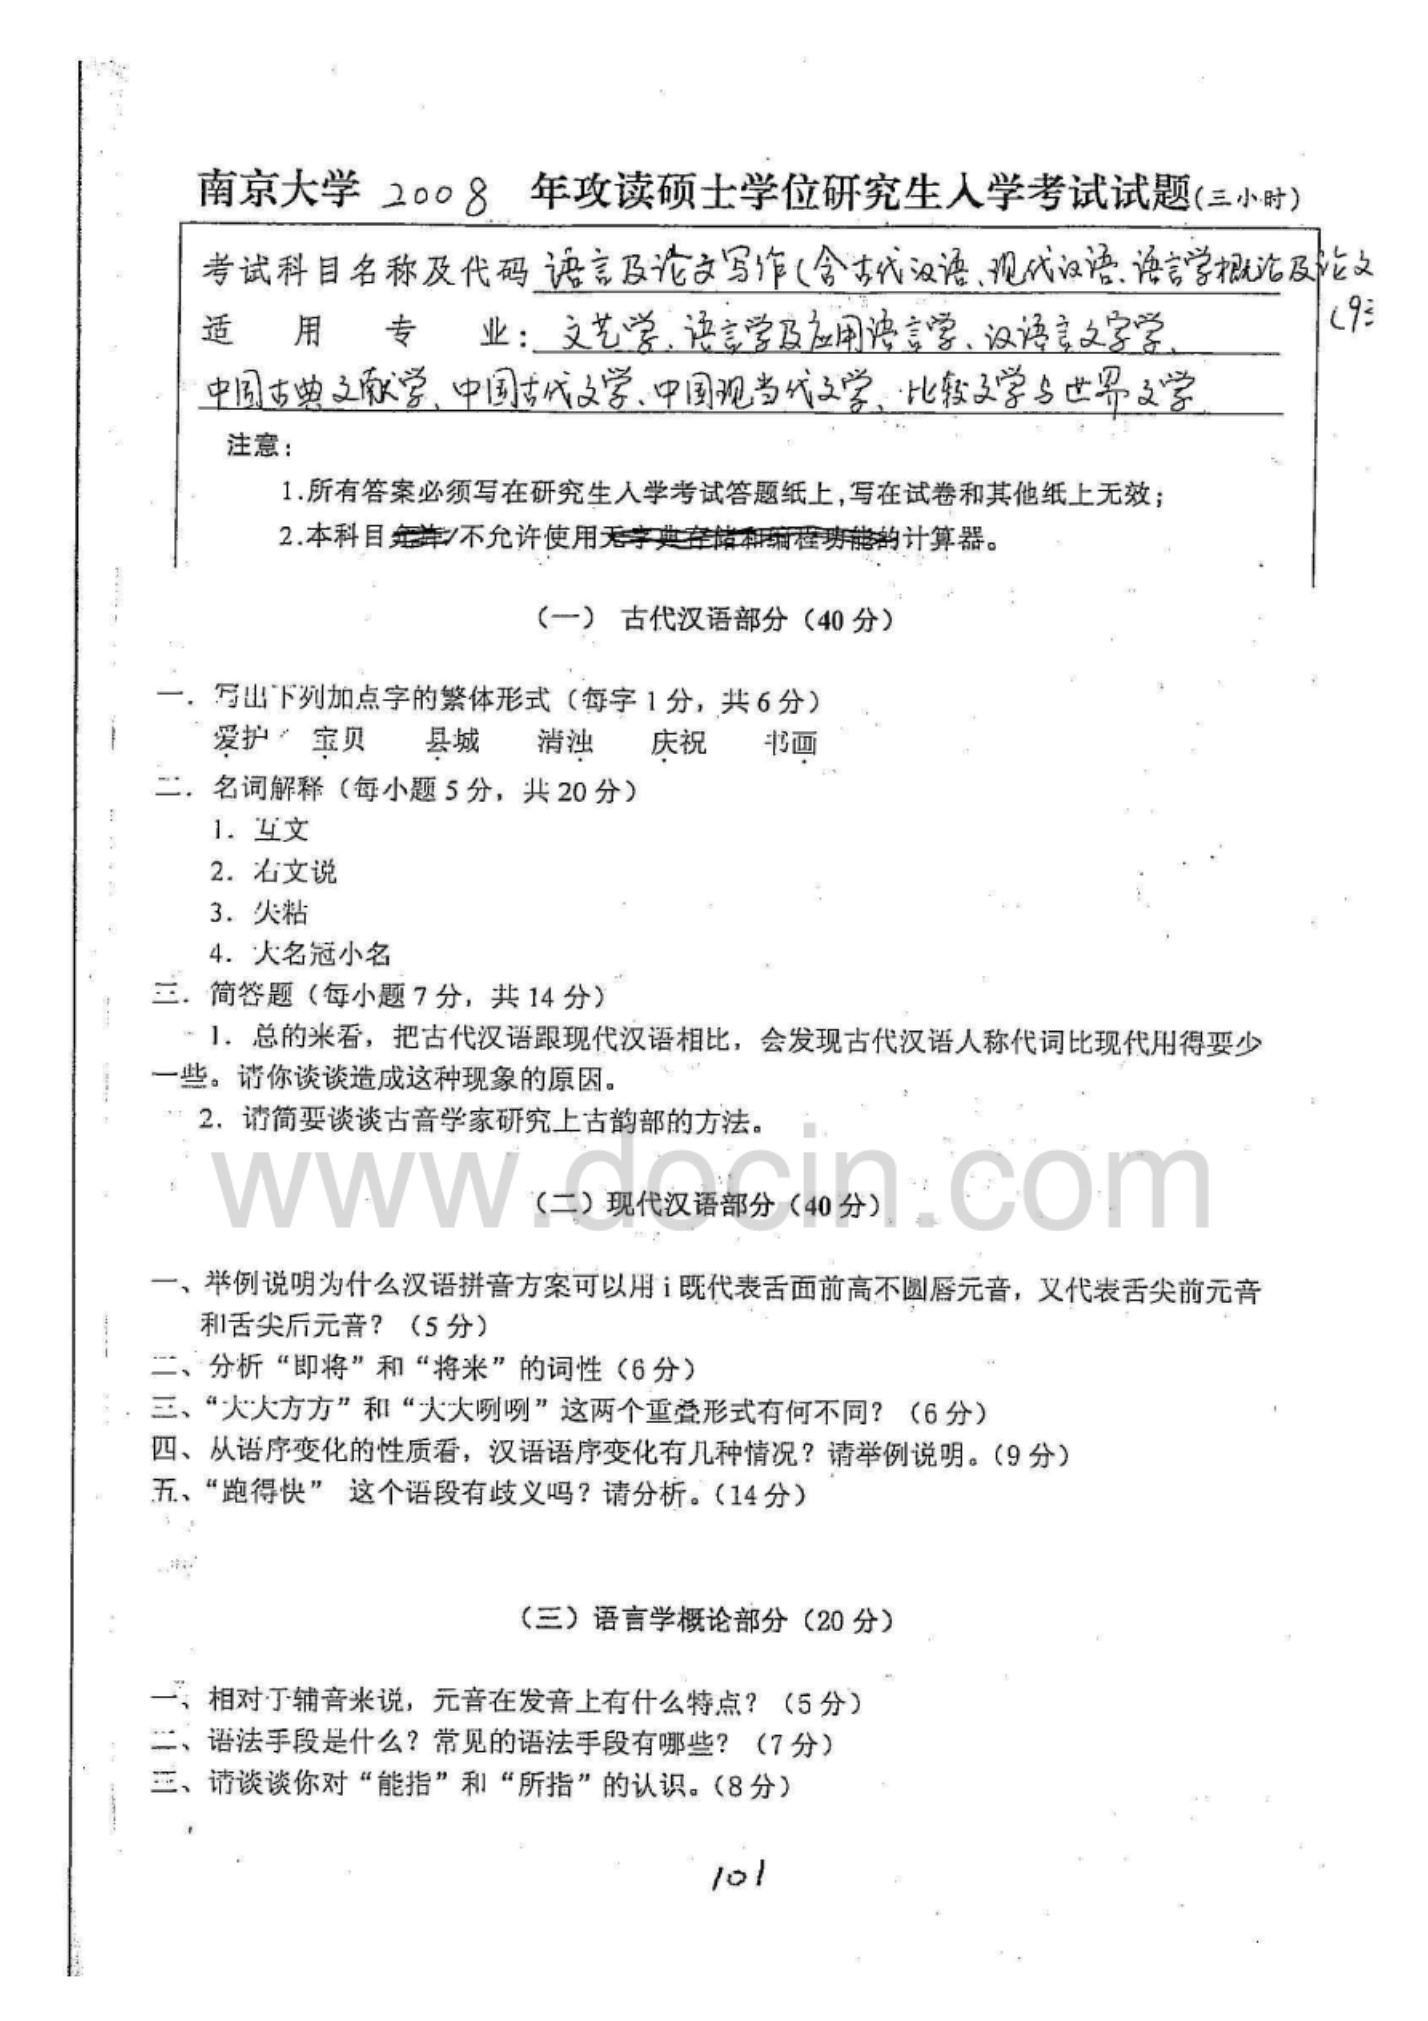 南京大学 2008 年攻读硕士学位研究生入学考试试题(三小时)
考试科目名称及代码 语言及论文写作(含古代汉语、现代汉语、语言学概论及论文
适用专业: 文艺学、语言学及应用语言学、汉语言文字学、
中国古典文献学、中国古代文学、中国现当代文学、比较文学与世界文学
注意:
1.所有答案必须写在研究生入学考试答题纸上,写在试卷和其他纸上无效;
2.本科目允许/不允许使用无字典存储和编程功能的计算器。
(一) 古代汉语部分(40 分)
一.写出下列加点字的繁体形式(每字 1 分,共 6 分)
爱护 宝贝 县城 清浊 庆祝 书画
二.名词解释(每小题 5 分,共 20 分)
1.互文
2.右文说
3.失粘
4.大名冠小名
三.简答题(每小题 7 分,共 14 分)
1.总的来看,把古代汉语跟现代汉语相比,会发现古代汉语人称代词比现代用得要少
一些。请你谈谈造成这种现象的原因。
2.请简要谈谈古音学家研究上古韵部的方法。
www.docin.com
(二)现代汉语部分(40 分)
一、举例说明为什么汉语拼音方案可以用 i 既代表舌面前高不圆唇元音,又代表舌尖前元音
和舌尖后元音?(5 分)
二、分析“即将”和“将来”的词性(6 分)
三、“大大方方”和“大大咧咧”这两个重叠形式有何不同?(6 分)
四、从语序变化的性质看,汉语语序变化有几种情况?请举例说明。(9 分)
五、“跑得快” 这个语段有歧义吗?请分析。(14 分)
(三)语言学概论部分(20 分)
一、相对于辅音来说,元音在发音上有什么特点?(5 分)
二、语法手段是什么?常见的语法手段有哪些?(7 分)
三、请谈谈你对“能指”和“所指”的认识。(8 分)
101